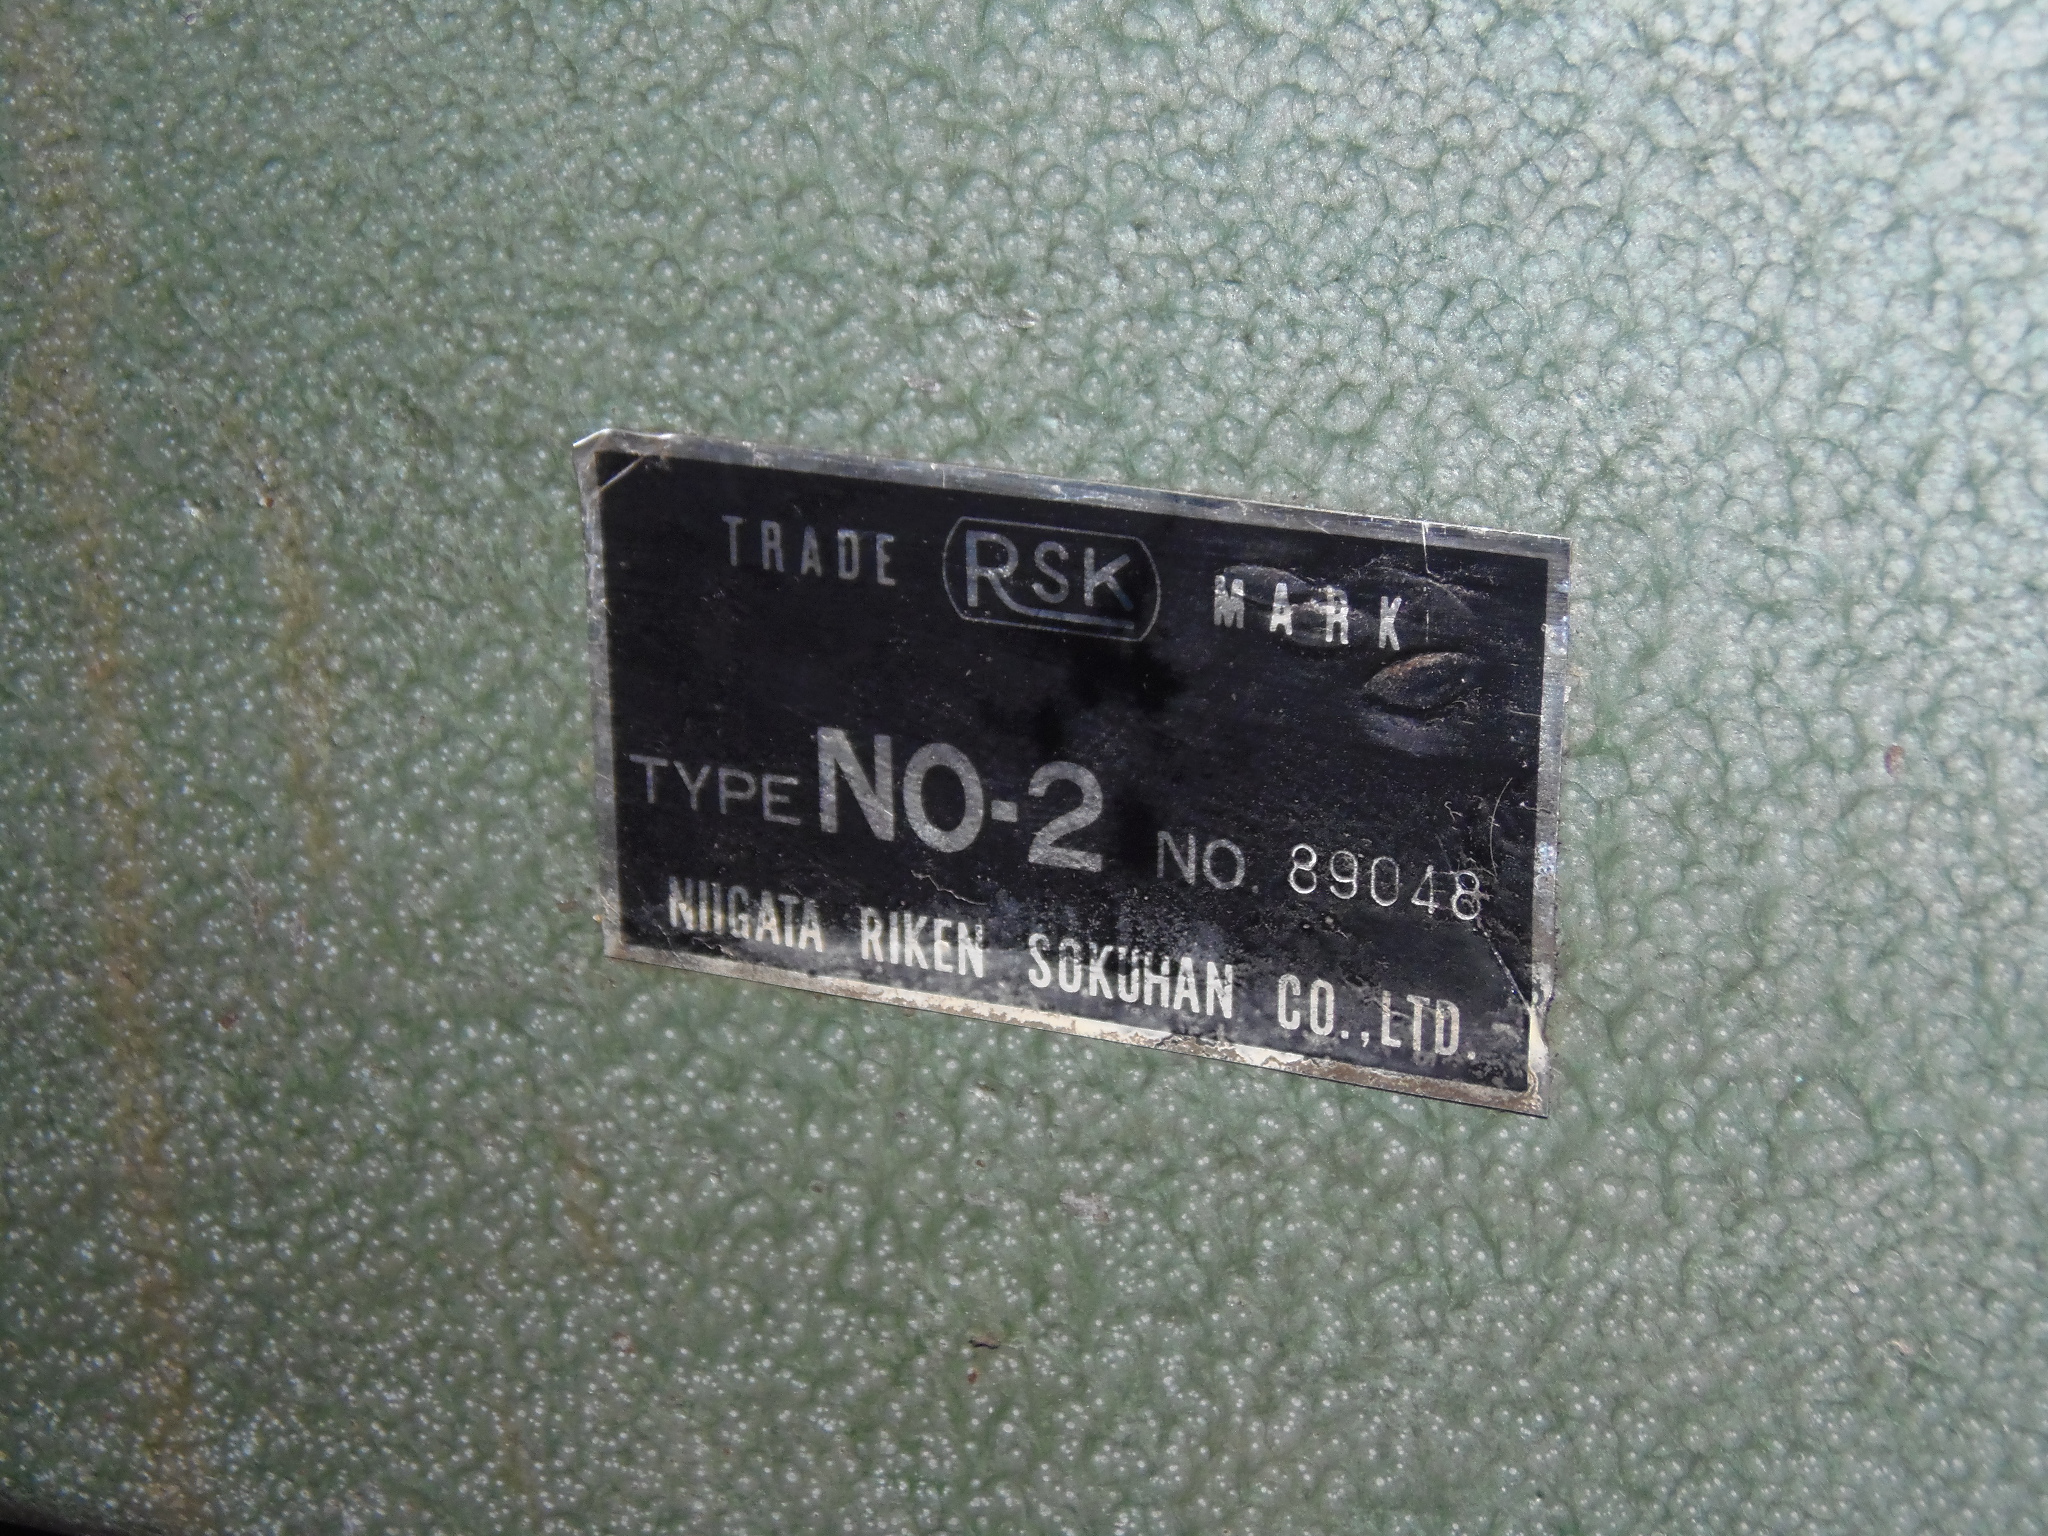 TRADE RSK MARK
TYPE NO-2 NO. 89048
NIIGATA RIKEN SOKUHAN CO.,LTD.